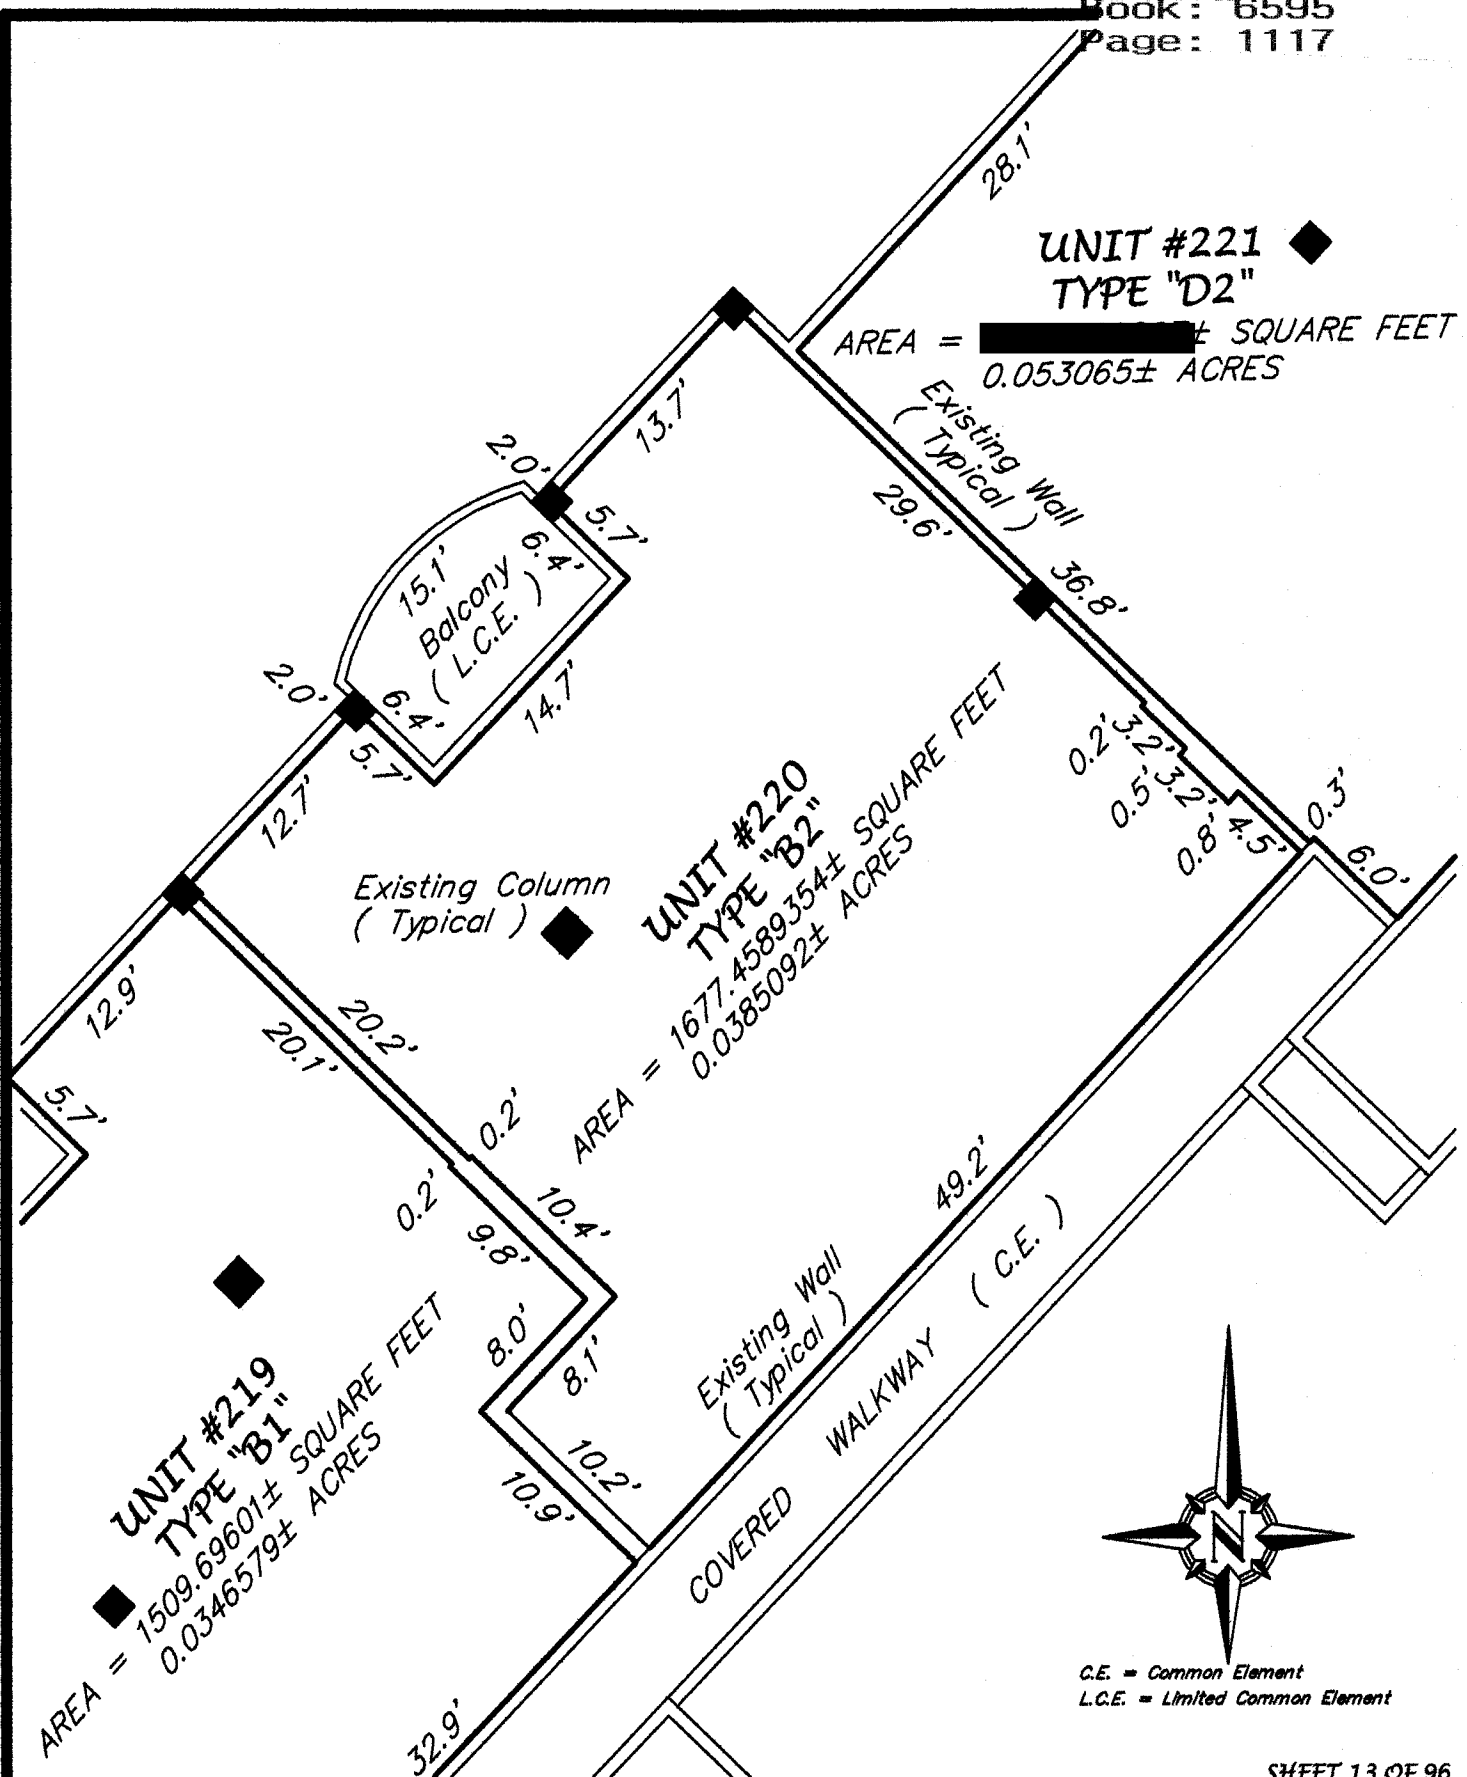 Book: 6595
Page: 1117
28.1'
UNIT #221
TYPE "D2"
AREA = ± SQUARE FEET
0.053065± ACRES
Existing Wall
( Typical )
13.7'
2.0'
5.7'
6.4'
29.6'
15.1'
Balcony
( L.C.E. )
36.8'
2.0'
6.4'
5.7'
14.7'
12.7'
0.2'
3.2'
0.5'
3.2'
0.8'
4.5'
0.3'
6.0'
Existing Column
( Typical )
UNIT #220
TYPE "B2"
AREA = 1677.4589354± SQUARE FEET
0.0385092± ACRES
12.9'
5.7'
20.2'
20.1'
0.2'
0.2'
10.4'
9.8'
8.0'
8.1'
10.2'
10.9'
49.2'
Existing Wall
( Typical )
COVERED WALKWAY ( C.E. )
UNIT #219
TYPE "B1"
AREA = 1509.69601± SQUARE FEET
0.0346579± ACRES
32.9'
N
C.E. = Common Element
L.C.E. = Limited Common Element
SHEET 13 OF 96